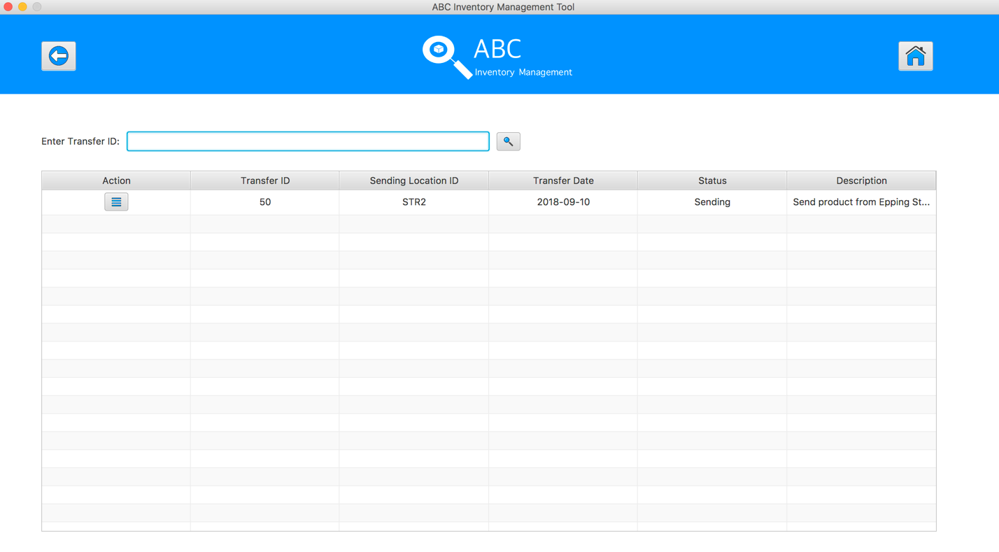 ABC Inventory Management Tool
ABC
Inventory Management
Enter Transfer ID:
Action Transfer ID Sending Location ID Transfer Date Status Description
50 STR2 2018-09-10 Sending Send product from Epping St...